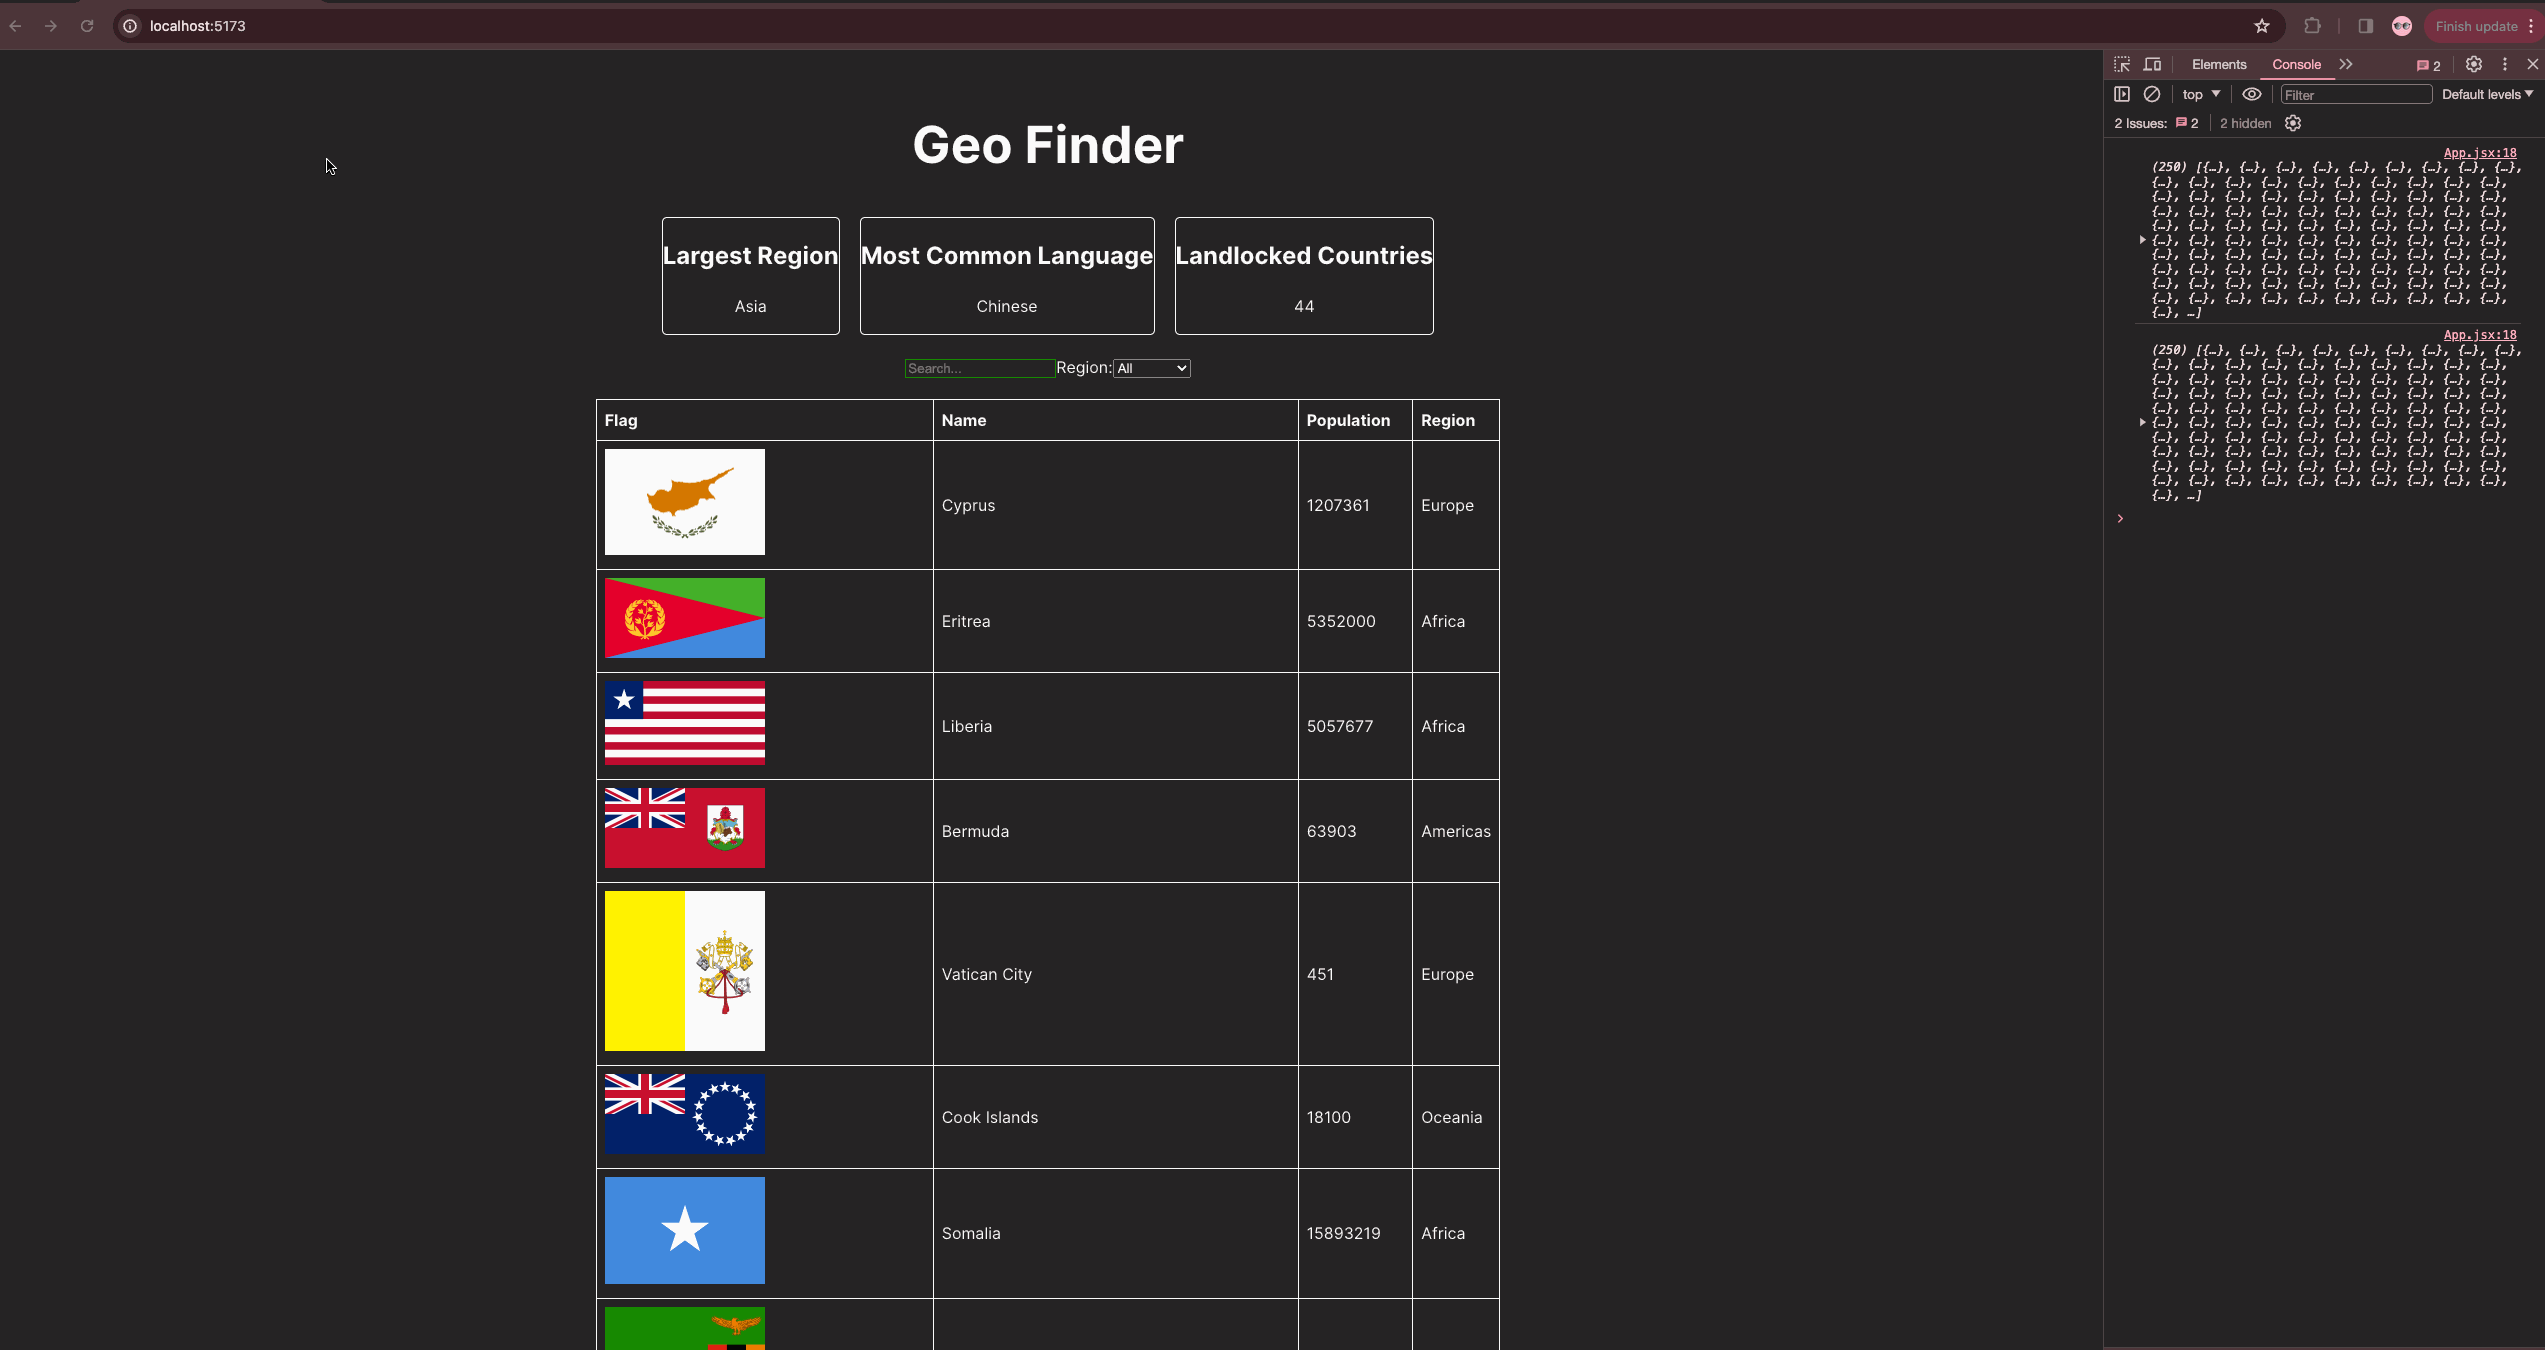 localhost:5173
Finish update
Elements Console 2
top Filter Default levels
2 Issues: 2 2 hidden
Geo Finder
Largest Region
Asia
Most Common Language
Chinese
Landlocked Countries
44
Search... Region: All
Flag Name Population Region
Cyprus 1207361 Europe
Eritrea 5352000 Africa
Liberia 5057677 Africa
Bermuda 63903 Americas
Vatican City 451 Europe
Cook Islands 18100 Oceania
Somalia 15893219 Africa
App.jsx:18
(250) [{…}, {…}, {…}, {…}, {…}, {…}, {…}, {…}, {…},
{…}, {…}, {…}, {…}, {…}, {…}, {…}, {…}, {…}, {…},
{…}, {…}, {…}, {…}, {…}, {…}, {…}, {…}, {…}, {…},
{…}, {…}, {…}, {…}, {…}, {…}, {…}, {…}, {…}, {…},
{…}, {…}, {…}, {…}, {…}, {…}, {…}, {…}, {…}, {…},
{…}, {…}, {…}, {…}, {…}, {…}, {…}, {…}, {…}, {…},
{…}, {…}, {…}, {…}, {…}, {…}, {…}, {…}, {…}, {…},
{…}, {…}, {…}, {…}, {…}, {…}, {…}, {…}, {…}, {…},
{…}, {…}, {…}, {…}, {…}, {…}, {…}, {…}, {…}, {…},
{…}, {…}, {…}, {…}, {…}, {…}, {…}, {…}, {…}, {…},
{…}, …]
App.jsx:18
(250) [{…}, {…}, {…}, {…}, {…}, {…}, {…}, {…}, {…},
{…}, {…}, {…}, {…}, {…}, {…}, {…}, {…}, {…}, {…},
{…}, {…}, {…}, {…}, {…}, {…}, {…}, {…}, {…}, {…},
{…}, {…}, {…}, {…}, {…}, {…}, {…}, {…}, {…}, {…},
{…}, {…}, {…}, {…}, {…}, {…}, {…}, {…}, {…}, {…},
{…}, {…}, {…}, {…}, {…}, {…}, {…}, {…}, {…}, {…},
{…}, {…}, {…}, {…}, {…}, {…}, {…}, {…}, {…}, {…},
{…}, {…}, {…}, {…}, {…}, {…}, {…}, {…}, {…}, {…},
{…}, {…}, {…}, {…}, {…}, {…}, {…}, {…}, {…}, {…},
{…}, {…}, {…}, {…}, {…}, {…}, {…}, {…}, {…}, {…},
{…}, …]